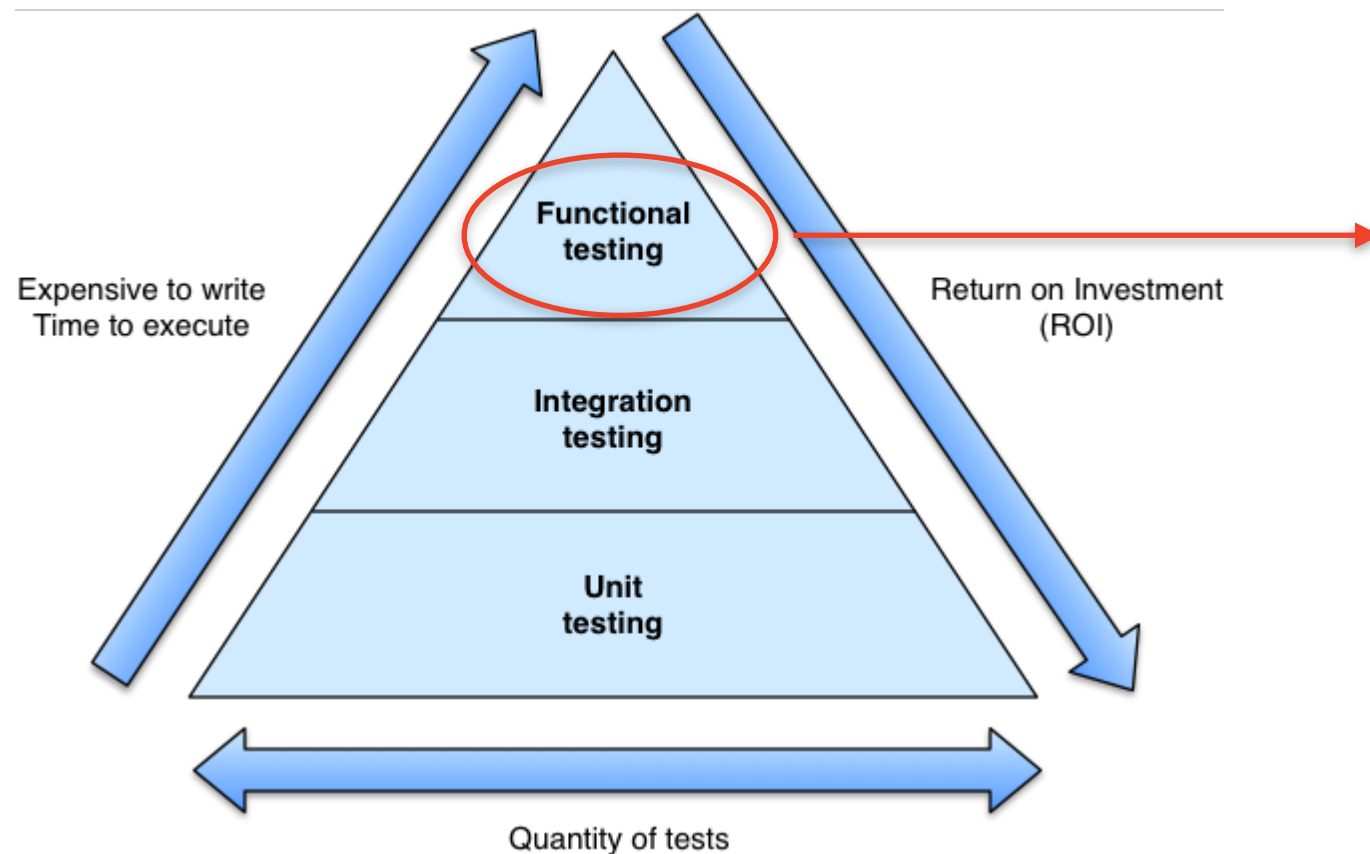 Functional
testing
Expensive to write
Time to execute
Return on Investment
(ROI)
Integration
testing
Unit
testing
Quantity of tests